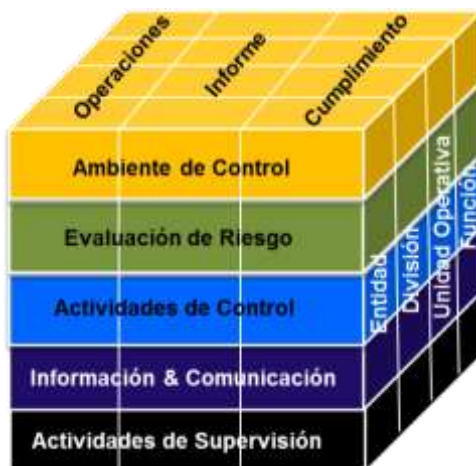 Operaciones
Informe
Cumplimiento
Ambiente de Control
Evaluación de Riesgo
Actividades de Control
Información & Comunicación
Actividades de Supervisión
Entidad
División
Unidad Operativa
Función